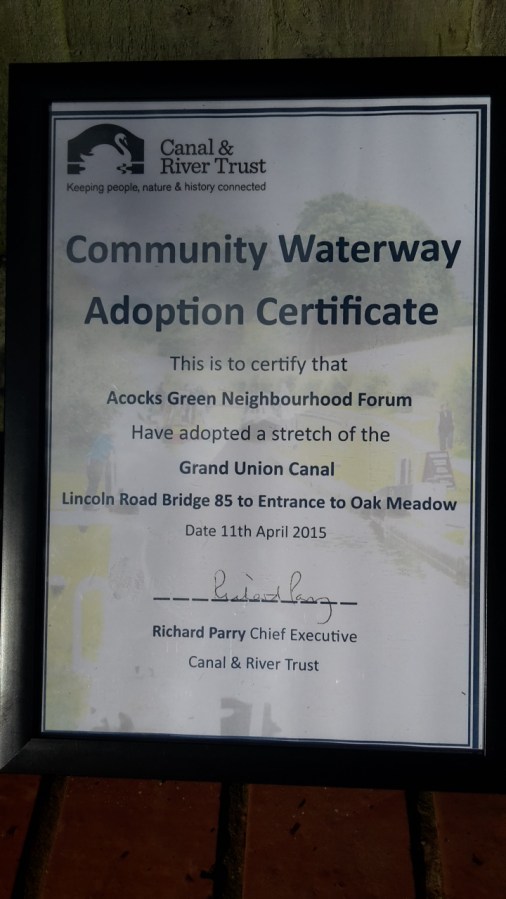 Canal &
River Trust
Keeping people, nature & history connected
Community Waterway
Adoption Certificate
This is to certify that
Acocks Green Neighbourhood Forum
Have adopted a stretch of the
Grand Union Canal
Lincoln Road Bridge 85 to Entrance to Oak Meadow
Date 11th April 2015
Richard Parry
Richard Parry Chief Executive
Canal & River Trust